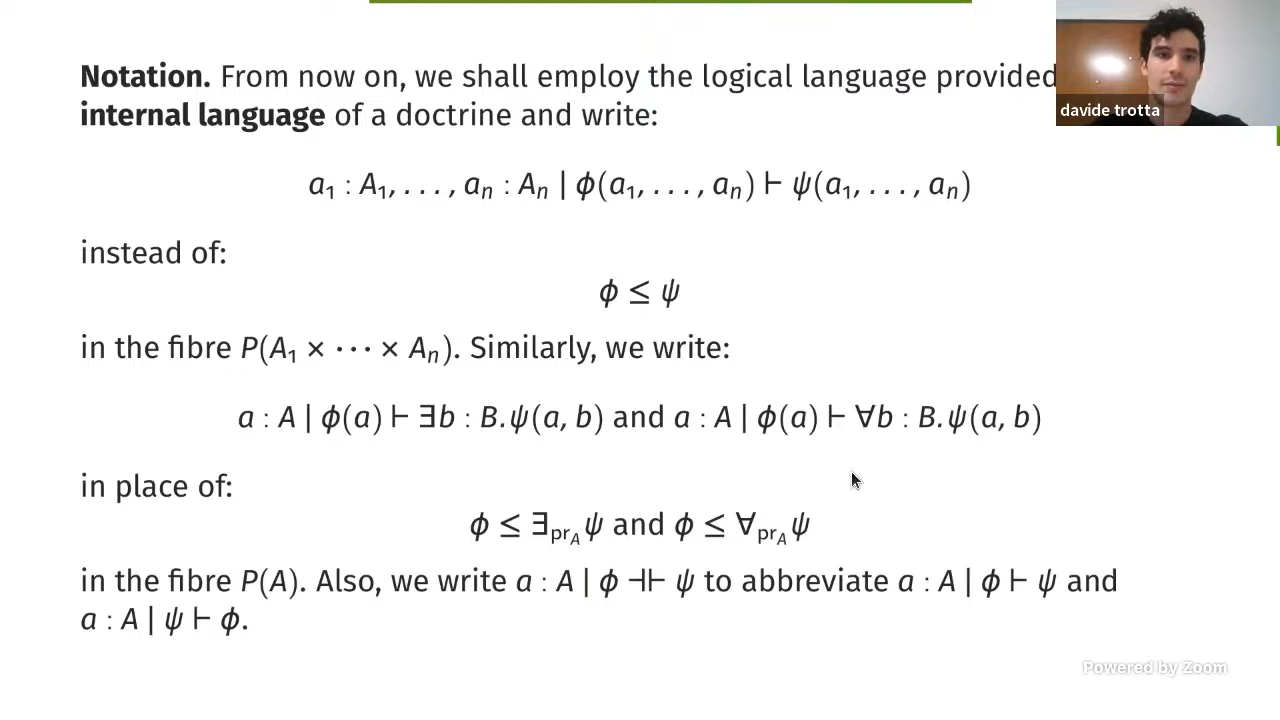 Notation. From now on, we shall employ the logical language provided
internal language of a doctrine and write:
davide trotta
a₁ : A₁, . . . , aₙ : Aₙ | ϕ(a₁, . . . , aₙ) ⊢ ψ(a₁, . . . , aₙ)
instead of:
ϕ ≤ ψ
in the fibre P(A₁ × ⋯ × Aₙ). Similarly, we write:
a : A | ϕ(a) ⊢ ∃b : B.ψ(a, b) and a : A | ϕ(a) ⊢ ∀b : B.ψ(a, b)
in place of:
ϕ ≤ ∃_{pr_A} ψ and ϕ ≤ ∀_{pr_A} ψ
in the fibre P(A). Also, we write a : A | ϕ ⊣⊢ ψ to abbreviate a : A | ϕ ⊢ ψ and
a : A | ψ ⊢ ϕ.
Powered by Zoom